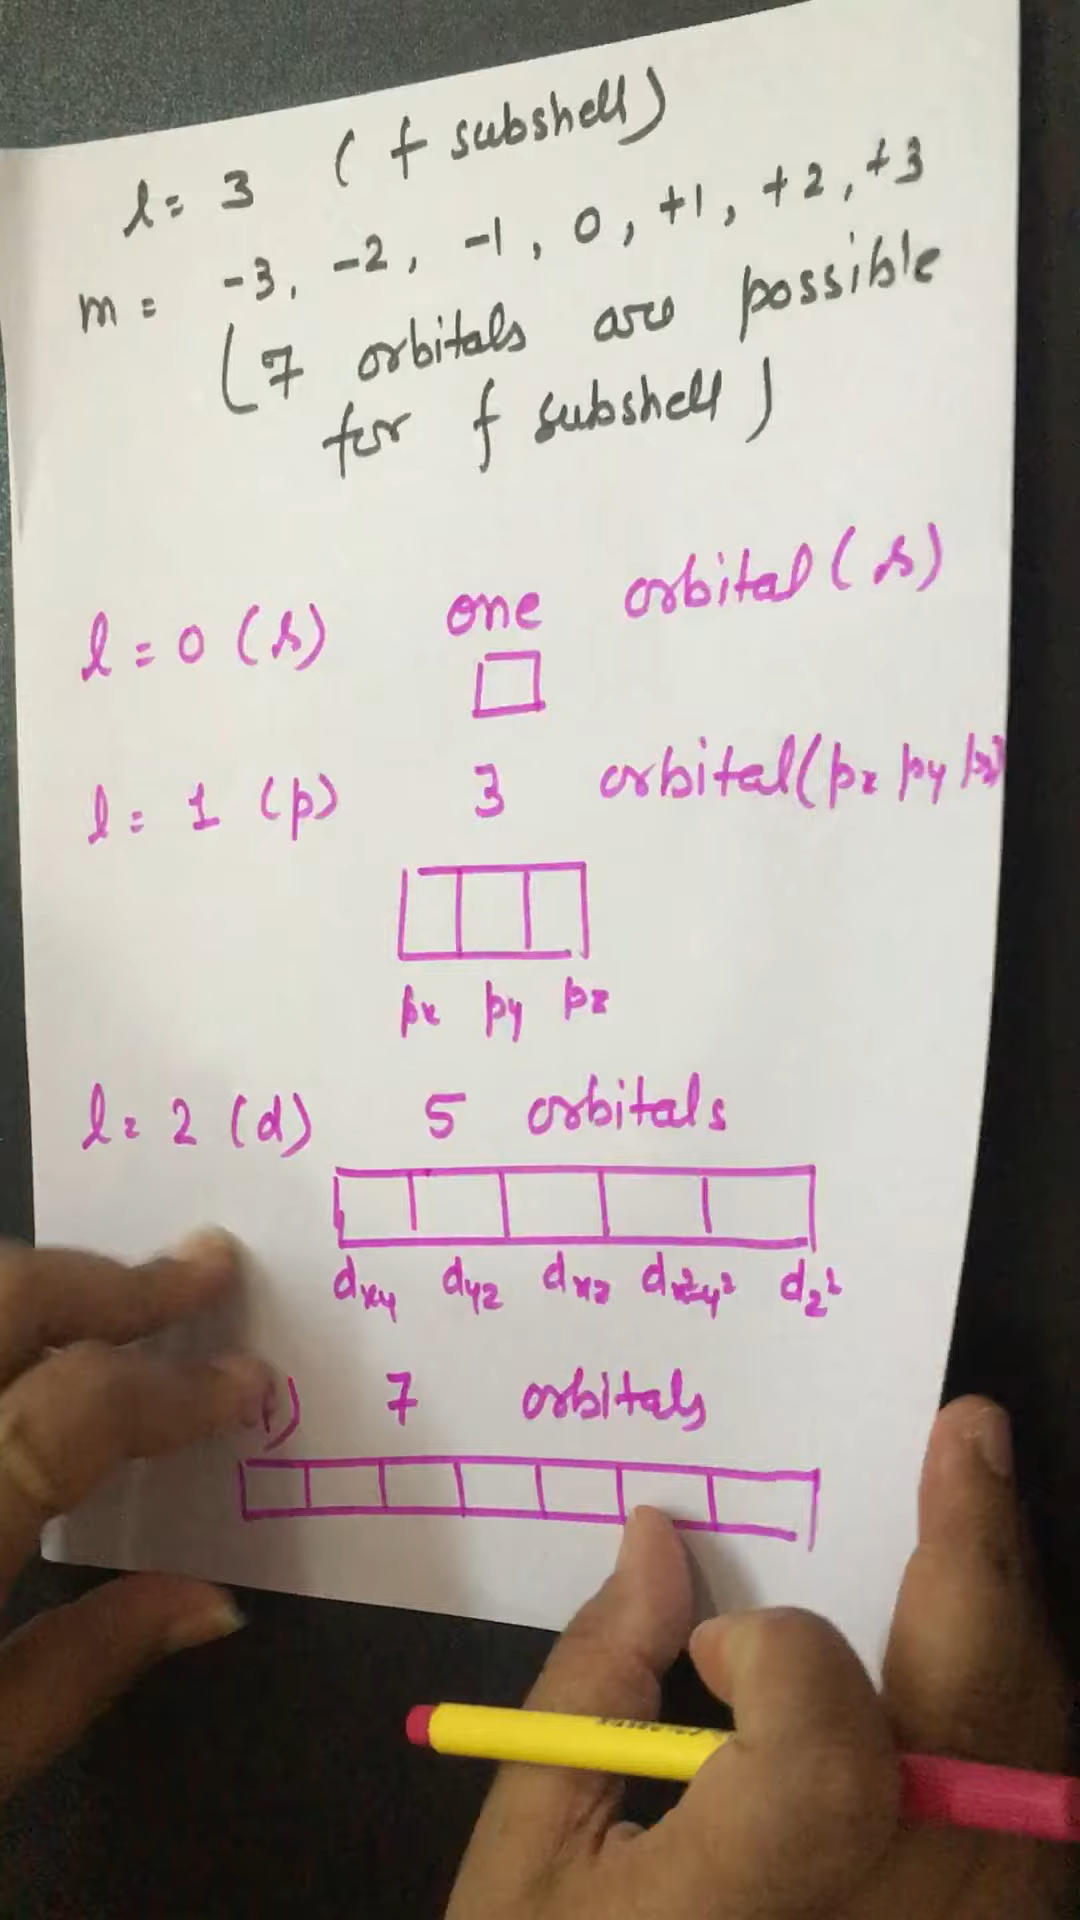 l = 3 (f subshell)
m = -3, -2, -1, 0, +1, +2, +3
(7 orbitals are possible
for f subshell)
l = 0 (s) one orbital (s)
l = 1 (p) 3 orbital (px py pz)
px py pz
l = 2 (d) 5 orbitals
dxy dyz dxz dx²-y² dz²
f) 7 orbitals